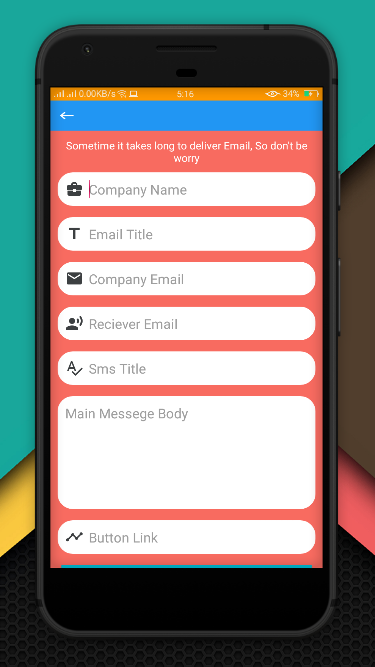 0.00KB/s 5:16 34%
Sometime it takes long to deliver Email, So don't be
worry
Company Name
Email Title
Company Email
Reciever Email
Sms Title
Main Messege Body
Button Link